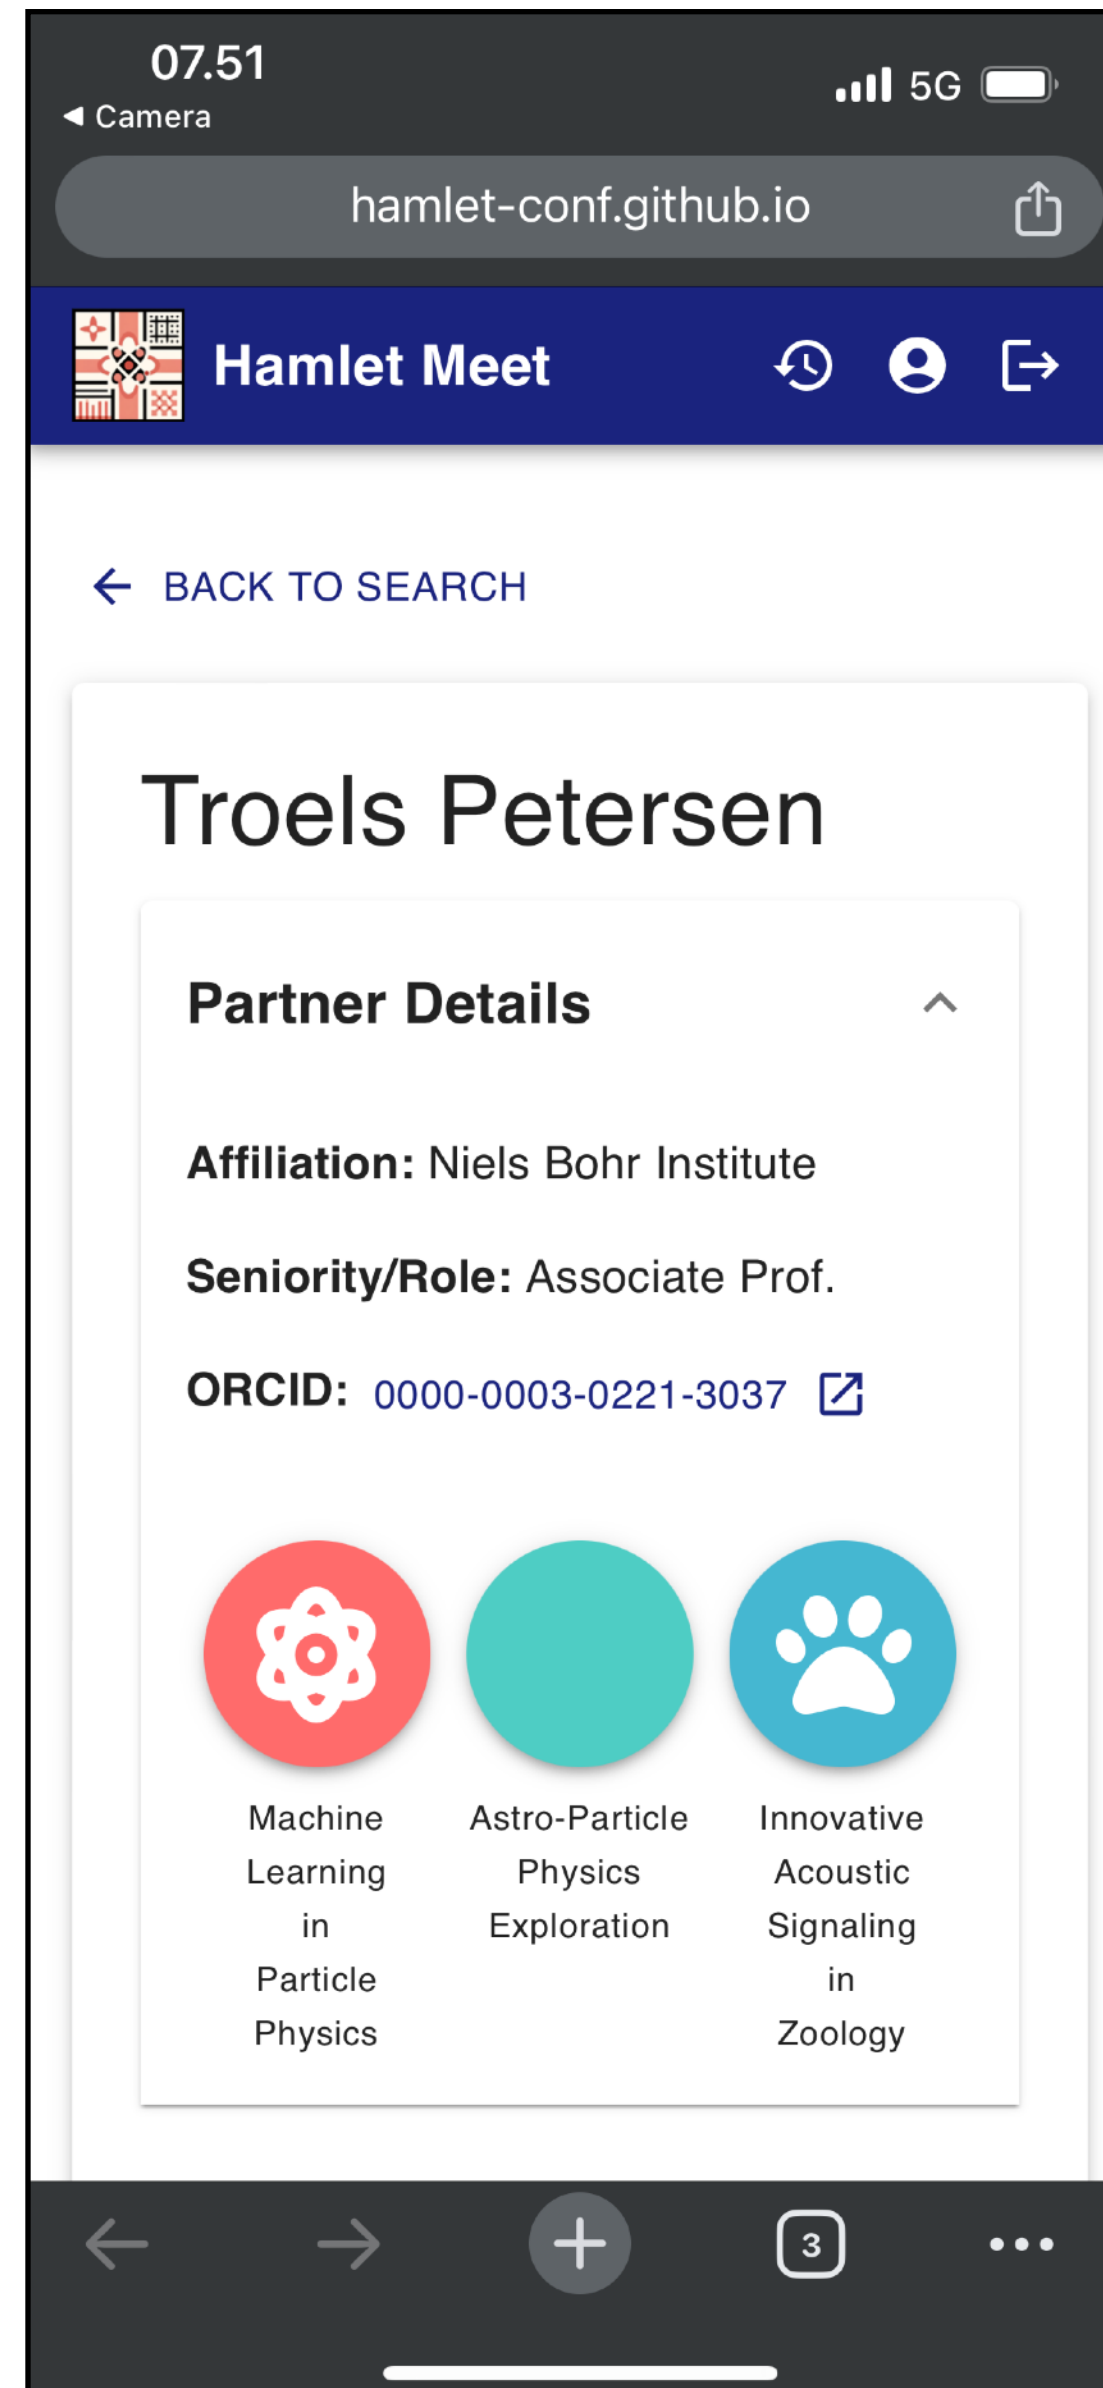 07.51
5G
◀ Camera
hamlet-conf.github.io
Hamlet Meet
BACK TO SEARCH
Troels Petersen
Partner Details
Affiliation: Niels Bohr Institute
Seniority/Role: Associate Prof.
ORCID: 0000-0003-0221-3037
Machine
Learning
in
Particle
Physics
Astro-Particle
Physics
Exploration
Innovative
Acoustic
Signaling
in
Zoology
3